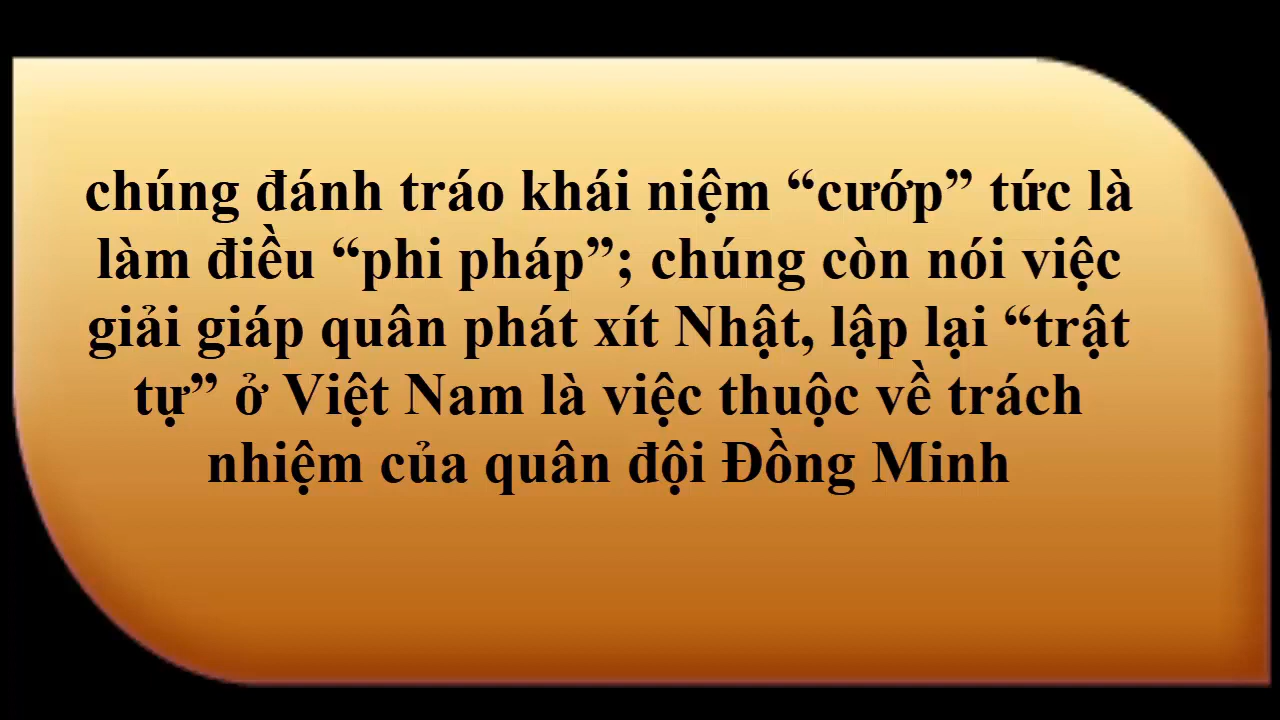 chúng đánh tráo khái niệm “cướp” tức là
làm điều “phi pháp”; chúng còn nói việc
giải giáp quân phát xít Nhật, lập lại “trật
tự” ở Việt Nam là việc thuộc về trách
nhiệm của quân đội Đồng Minh